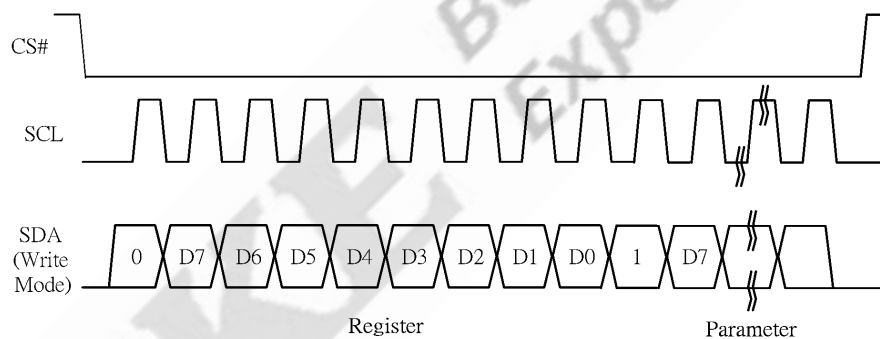 CS#
SCL
SDA
(Write
Mode)
0 D7 D6 D5 D4 D3 D2 D1 D0 1 D7
Register Parameter